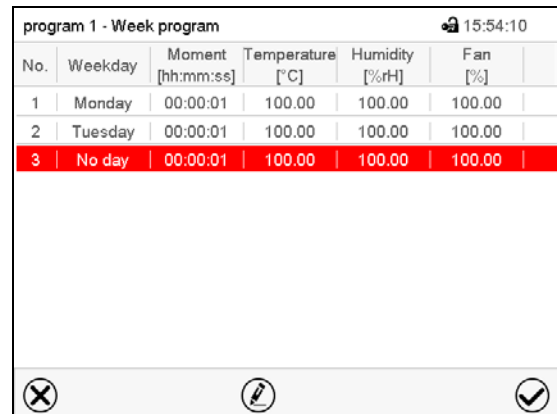 program 1 - Week program 15:54:10
No. Weekday Moment [hh:mm:ss] Temperature [°C] Humidity [%rH] Fan [%]
1 Monday 00:00:01 100.00 100.00 100.00
2 Tuesday 00:00:01 100.00 100.00 100.00
3 No day 00:00:01 100.00 100.00 100.00